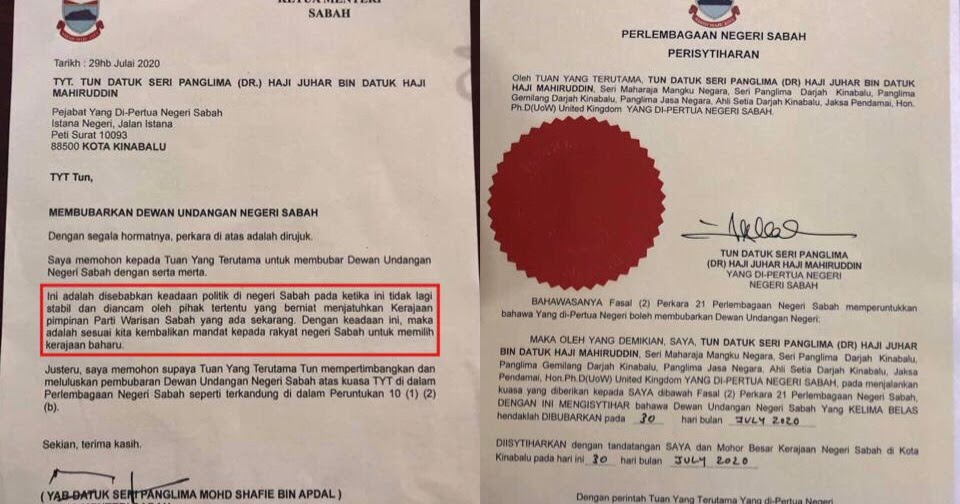 KETUA MENTERI
SABAH
Tarikh : 29hb Julai 2020
TYT. TUN DATUK SERI PANGLIMA (DR.) HAJI JUHAR BIN DATUK HAJI
MAHIRUDDIN
Pejabat Yang Di-Pertua Negeri Sabah
Istana Negeri, Jalan Istana
Peti Surat 10093
88500 KOTA KINABALU
TYT Tun,
MEMBUBARKAN DEWAN UNDANGAN NEGERI SABAH
Dengan segala hormatnya, perkara di atas adalah dirujuk.
Saya memohon kepada Tuan Yang Terutama untuk membubar Dewan Undangan
Negeri Sabah dengan serta merta.
Ini adalah disebabkan keadaan politik di negeri Sabah pada ketika ini tidak lagi
stabil dan diancam oleh pihak tertentu yang berniat menjatuhkan Kerajaan
pimpinan Parti Warisan Sabah yang ada sekarang. Dengan keadaan ini, maka
adalah sesuai kita kembalikan mandat kepada rakyat negeri Sabah untuk memilih
kerajaan baharu.
Justeru, saya memohon supaya Tuan Yang Terutama Tun mempertimbangkan dan
meluluskan pembubaran Dewan Undangan Negeri Sabah atas kuasa TYT di dalam
Perlembagaan Negeri Sabah seperti terkandung di dalam Peruntukan 10 (1) (2)
(b).
Sekian, terima kasih.
( YAB DATUK SERI PANGLIMA MOHD SHAFIE BIN APDAL )
PERLEMBAGAAN NEGERI SABAH
PERISYTIHARAN
Oleh TUAN YANG TERUTAMA, TUN DATUK SERI PANGLIMA (DR) HAJI JUHAR BIN DATUK
HAJI MAHIRUDDIN, Seri Maharaja Mangku Negara, Seri Panglima Darjah Kinabalu, Panglima
Gemilang Darjah Kinabalu, Panglima Jasa Negara, Ahli Setia Darjah Kinabalu, Jaksa Pendamai, Hon.
Ph.D(UoW) United Kingdom YANG DI-PERTUA NEGERI SABAH.
TUN DATUK SERI PANGLIMA
(DR) HAJI JUHAR HAJI MAHIRUDDIN
YANG DI-PERTUA NEGERI
NEGERI SABAH
BAHAWASANYA Fasal (2) Perkara 21 Perlembagaan Negeri Sabah memperuntukkan
bahawa Yang di-Pertua Negeri boleh membubarkan Dewan Undangan Negeri:
MAKA OLEH YANG DEMIKIAN, SAYA, TUN DATUK SERI PANGLIMA (DR) HAJI JUHAR
BIN DATUK HAJI MAHIRUDDIN, Seri Maharaja Mangku Negara, Seri Panglima Darjah Kinabalu,
Panglima Gemilang Darjah Kinabalu, Panglima Jasa Negara, Ahli Setia Darjah Kinabalu, Jaksa
Pendamai, Hon.Ph.D(UoW) United Kingdom YANG DI-PERTUA NEGERI SABAH, pada menjalankan
kuasa yang diberikan kepada SAYA dibawah Fasal (2) Perkara 21 Perlembagaan Negeri Sabah,
DENGAN INI MENGISYTIHAR bahawa Dewan Undangan Negeri Sabah Yang KELIMA BELAS
hendaklah DIBUBARKAN pada 30 hari bulan JULY 2020
DIISYTIHARKAN dengan tandatangan SAYA dan Mohor Besar Kerajaan Negeri Sabah di Kota
Kinabalu pada hari ini 30 hari bulan JULY 2020
Dengan perintah Tuan Yang Terutama Yang di-Pertua Negeri